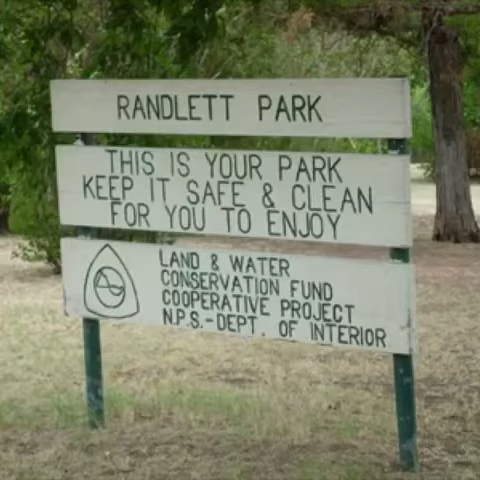 RANDLETT PARK
THIS IS YOUR PARK
KEEP IT SAFE & CLEAN
FOR YOU TO ENJOY
LAND & WATER
CONSERVATION FUND
COOPERATIVE PROJECT
N.P.S.-DEPT. OF INTERIOR